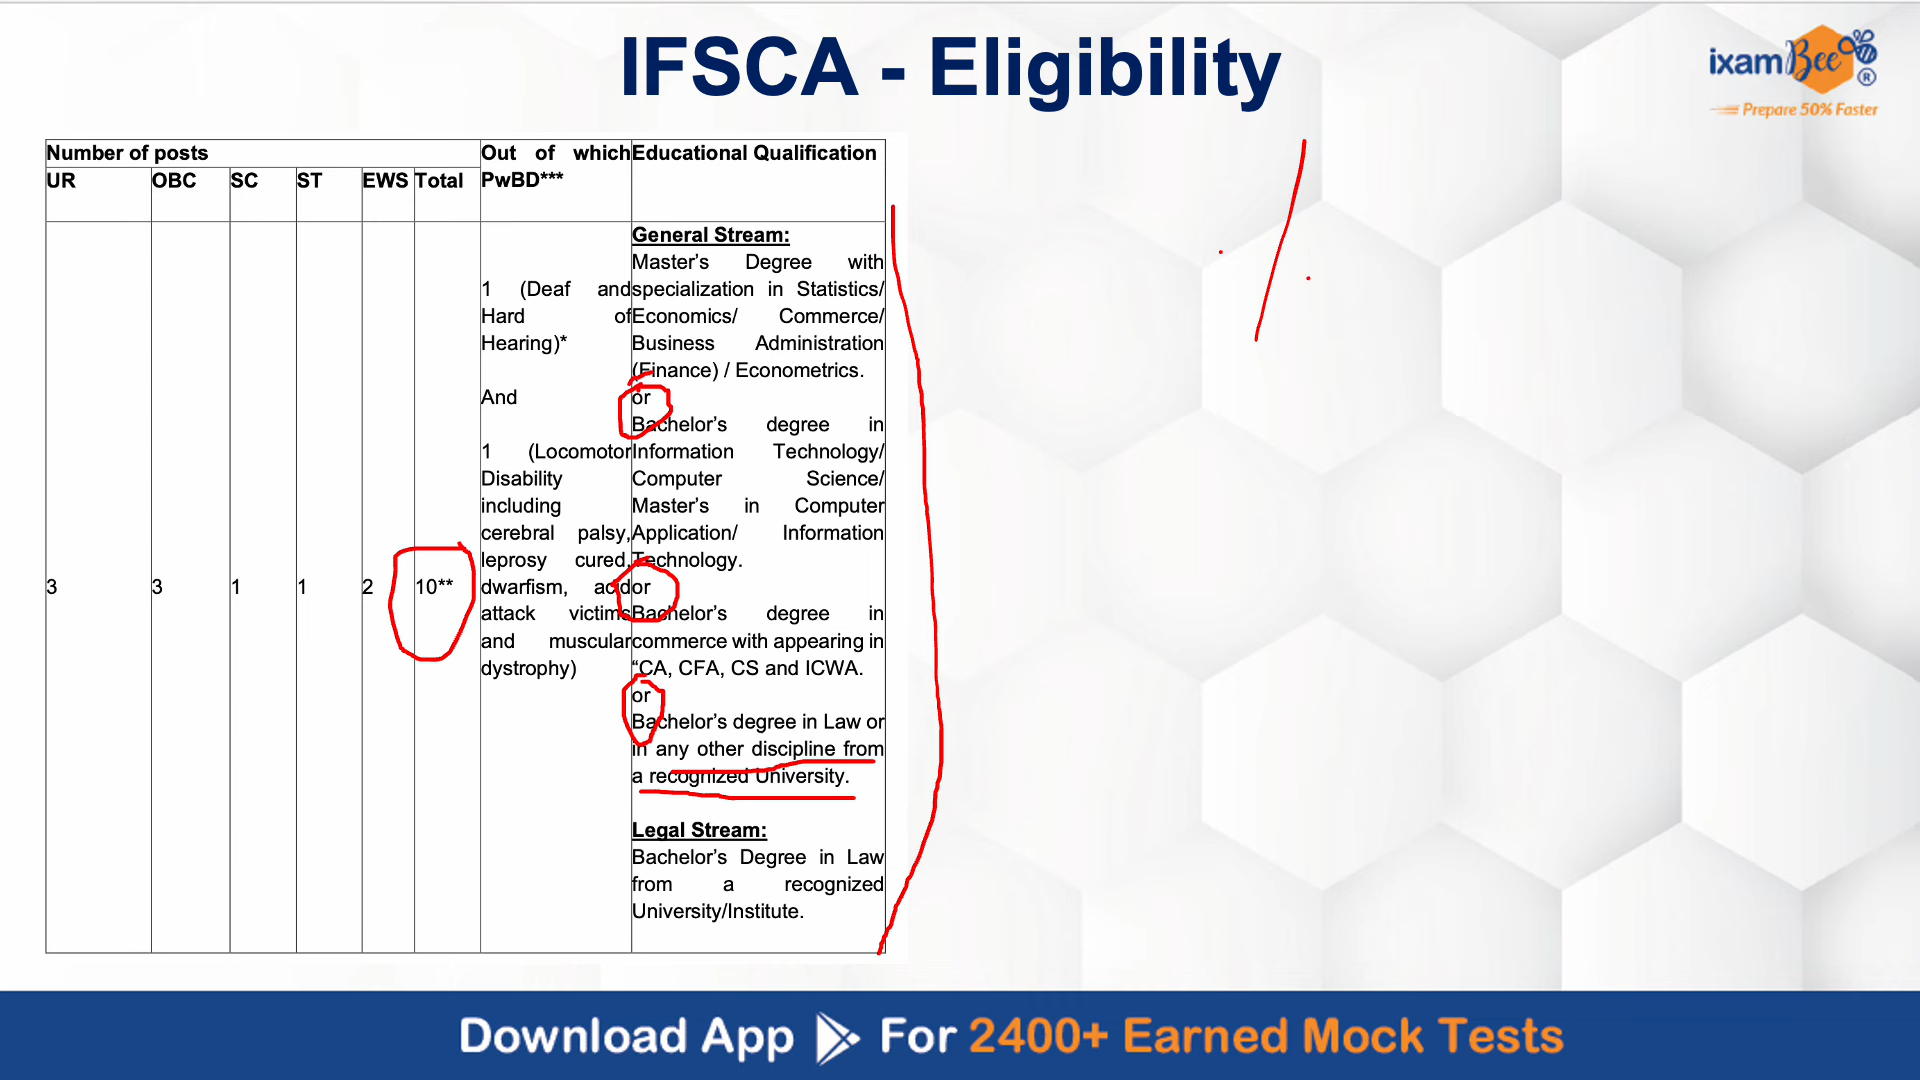 IFSCA - Eligibility
ixamBee®
Prepare 50% Faster
Number of posts
Out of which PwBD***
Educational Qualification
UR OBC SC ST EWS Total
3 3 1 1 2 10**
1 (Deaf and
Hard of
Hearing)*
And
1 (Locomotor
Disability
including
cerebral palsy,
leprosy cured,
dwarfism, acid
attack victims
and muscular
dystrophy)
General Stream:
Master’s Degree with
specialization in Statistics/
Economics/ Commerce/
Business Administration
(Finance) / Econometrics.
or
Bachelor’s degree in
Information Technology/
Computer Science/
Master’s in Computer
Application/ Information
Technology.
or
Bachelor’s degree in
commerce with appearing in
“CA, CFA, CS and ICWA.
or
Bachelor’s degree in Law or
in any other discipline from
a recognized University.
Legal Stream:
Bachelor’s Degree in Law
from a recognized
University/Institute.
Download App For 2400+ Earned Mock Tests